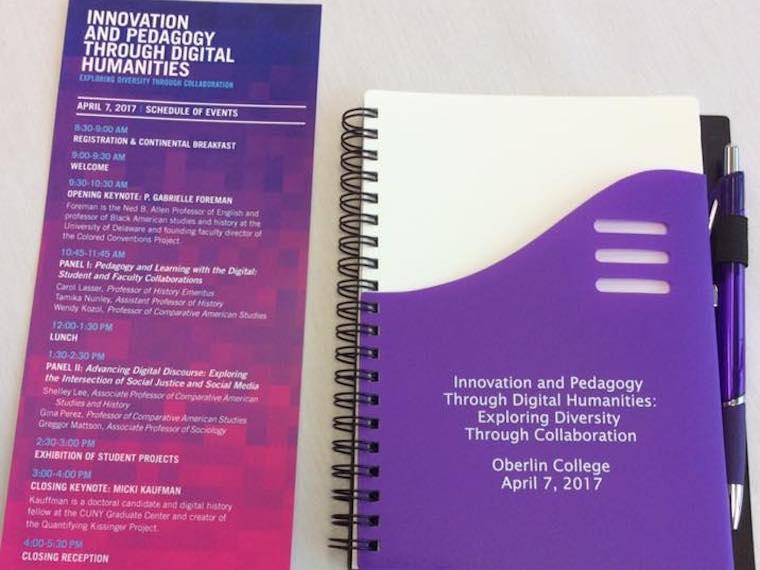 INNOVATION
AND PEDAGOGY
THROUGH DIGITAL
HUMANITIES
EXPLORING DIVERSITY THROUGH COLLABORATION
APRIL 7, 2017 | SCHEDULE OF EVENTS
8:30-9:00 AM
REGISTRATION & CONTINENTAL BREAKFAST
9:00-9:30 AM
WELCOME
9:30-10:30 AM
OPENING KEYNOTE: P. GABRIELLE FOREMAN
Foreman is the Ned B. Allen Professor of English and
professor of Black American studies and history at the
University of Delaware and founding faculty director of
the Colored Conventions Project.
10:45-11:45 AM
PANEL I: Pedagogy and Learning with the Digital:
Student and Faculty Collaborations
Carol Lasser, Professor of History Emeritus
Tamika Nunley, Assistant Professor of History
Wendy Kozol, Professor of Comparative American Studies
12:00-1:30 PM
LUNCH
1:30-2:30 PM
PANEL II: Advancing Digital Discourse: Exploring
the Intersection of Social Justice and Social Media
Shelley Lee, Associate Professor of Comparative American
Studies and History
Gina Perez, Professor of Comparative American Studies
Greggor Mattson, Associate Professor of Sociology
2:30-3:00 PM
EXHIBITION OF STUDENT PROJECTS
3:00-4:00 PM
CLOSING KEYNOTE: MICKI KAUFMAN
Kauffman is a doctoral candidate and digital history
fellow at the CUNY Graduate Center and creator of
the Quantifying Kissinger Project.
4:00-5:30 PM
CLOSING RECEPTION
Innovation and Pedagogy
Through Digital Humanities:
Exploring Diversity
Through Collaboration
Oberlin College
April 7, 2017